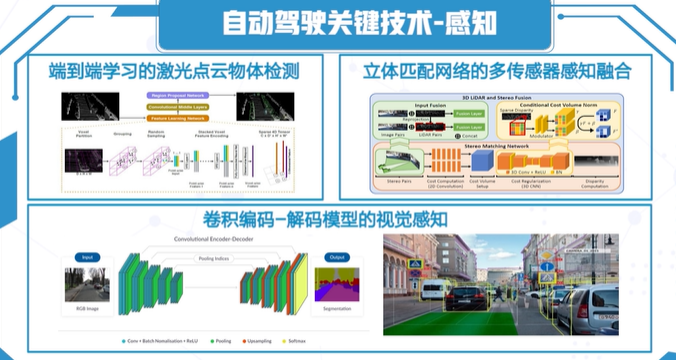 自动驾驶关键技术-感知
端到端学习的激光点云物体检测
Region Proposal Network
Convolutional Middle Layers
Feature Learning Network
Voxel Partition
Grouping
Random Sampling
Stacked Voxel Feature Encoding
Sparse 4D Tensor
立体匹配网络的多传感器感知融合
3D LiDAR and Stereo Fusion
Input Fusion
Fusion Layer
Reprojection
Fusion Layer
Image Pairs
LiDAR Pairs
Concat
Conditional Cost Volume Norm
Sparse Disparity
Modulation
Stereo Matching Network
3D Conv + ReLU
BN
Stereo Pairs
Cost Computation (2D Convolution)
Cost Volume Setup
Cost Regularization (3D CNN)
Disparity Computation
卷积编码-解码模型的视觉感知
Convolutional Encoder-Decoder
Input
Pooling Indices
Output
RGB Image
Segmentation
Conv + Batch Normalisation + ReLU
Pooling
Upsampling
Softmax